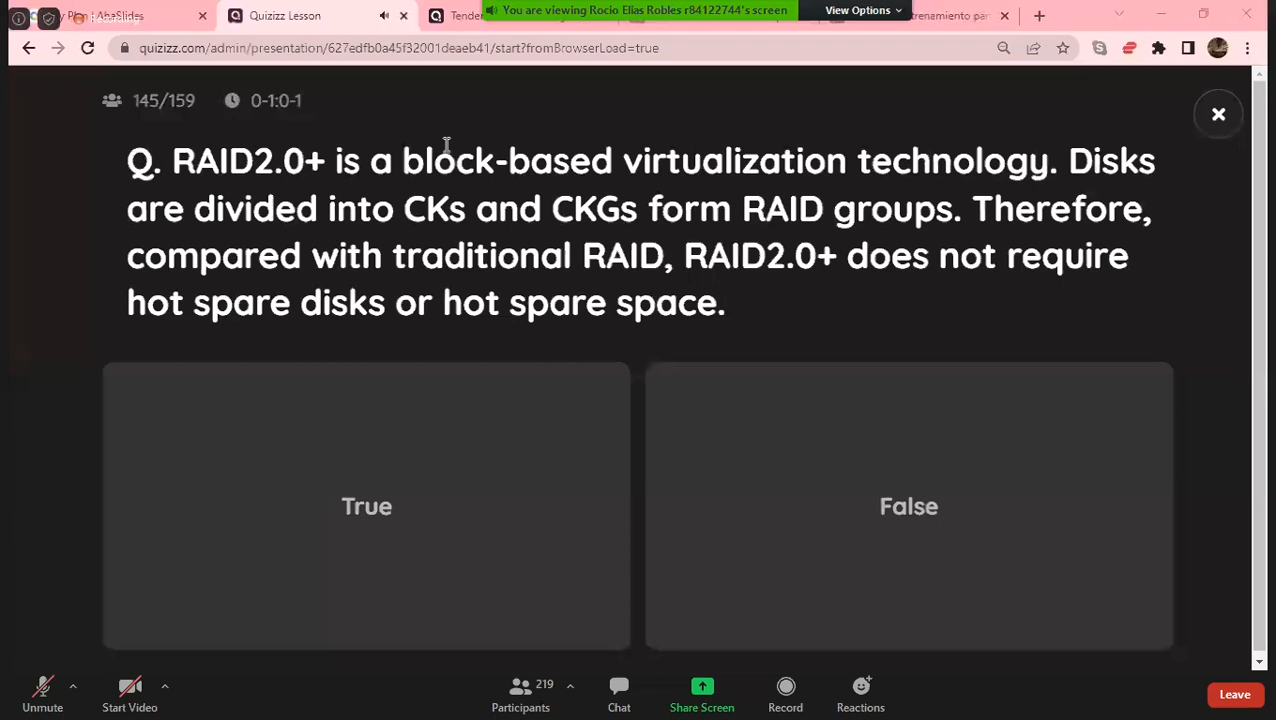 Quizizz Lesson
Tender
You are viewing Rocio Elias Robles r84122744's screen
View Options
quizizz.com/admin/presentation/627edfb0a45f32001deaeb41/start?fromBrowserLoad=true
145/159
0-1:0-1
Q. RAID2.0+ is a block-based virtualization technology. Disks
are divided into CKs and CKGs form RAID groups. Therefore,
compared with traditional RAID, RAID2.0+ does not require
hot spare disks or hot spare space.
True
False
Unmute
Start Video
219
Participants
Chat
Share Screen
Record
Reactions
Leave